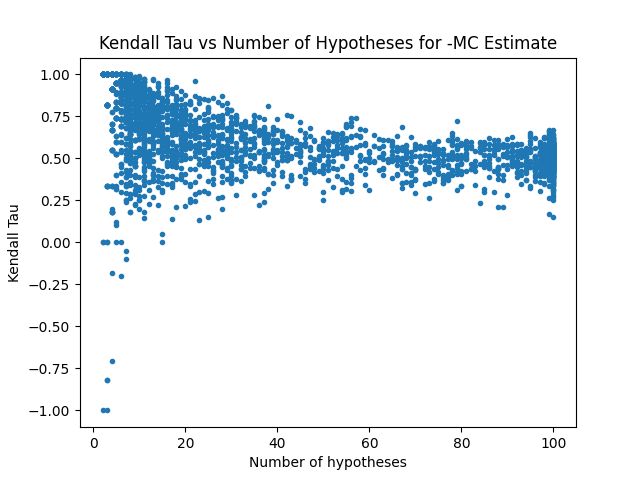 Kendall Tau vs Number of Hypotheses for -MC Estimate
1.00
0.75
0.50
0.25
0.00
−0.25
−0.50
−0.75
−1.00
Kendall Tau
0 20 40 60 80 100
Number of hypotheses